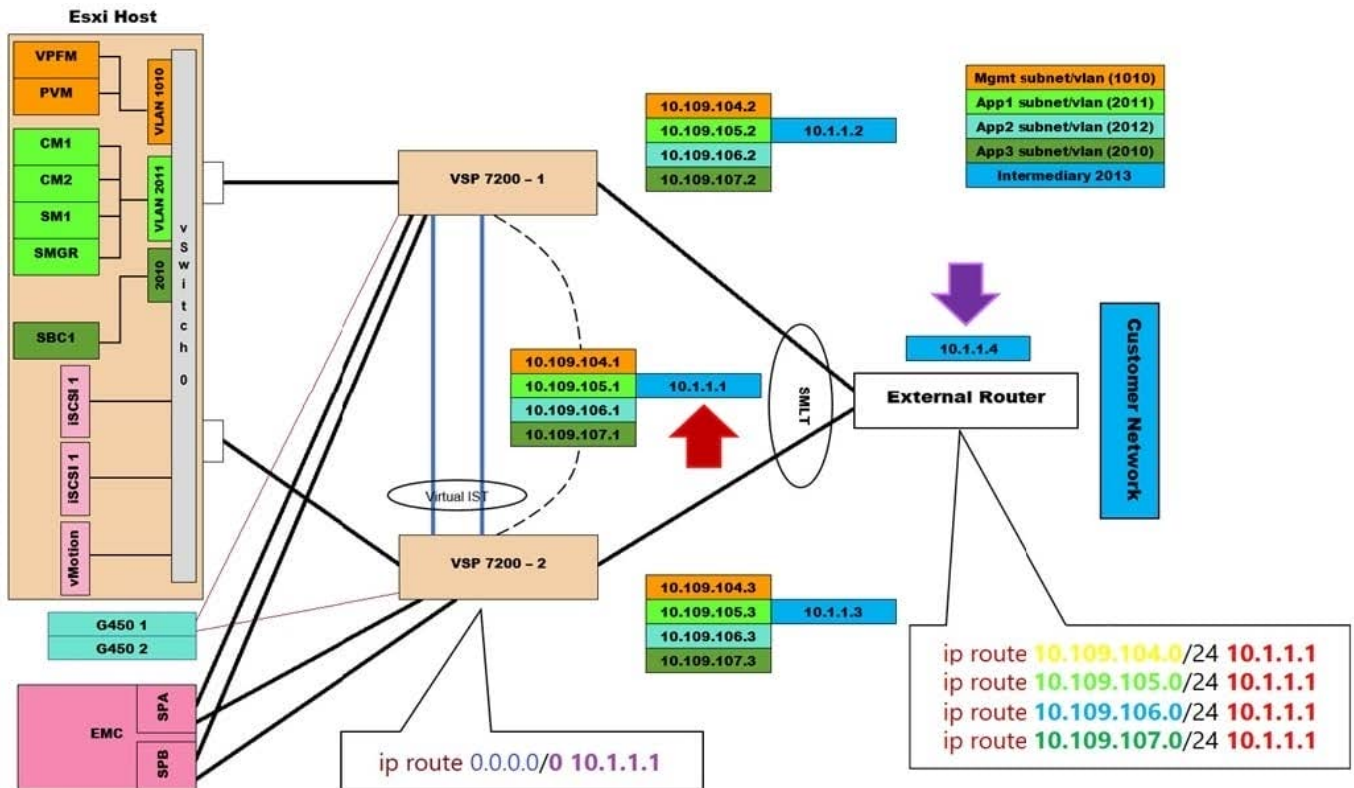 Esxi Host
VPFM
PVM
VLAN 1010
CM1
CM2
SM1
SMGR
VLAN 2011
2010
SBC1
vSwitch 0
iSCSI 1
iSCSI 1
vMotion
G450 1
G450 2
EMC
SPA
SPB
VSP 7200 – 1
10.109.104.2
10.109.105.2
10.1.1.2
10.109.106.2
10.109.107.2
Mgmt subnet/vlan (1010)
App1 subnet/vlan (2011)
App2 subnet/vlan (2012)
App3 subnet/vlan (2010)
Intermediary 2013
10.109.104.1
10.109.105.1
10.1.1.1
10.109.106.1
10.109.107.1
SMLT
10.1.1.4
External Router
Customer Network
Virtual IST
VSP 7200 – 2
10.109.104.3
10.109.105.3
10.1.1.3
10.109.106.3
10.109.107.3
ip route 0.0.0.0/0 10.1.1.1
ip route 10.109.104.0/24 10.1.1.1
ip route 10.109.105.0/24 10.1.1.1
ip route 10.109.106.0/24 10.1.1.1
ip route 10.109.107.0/24 10.1.1.1